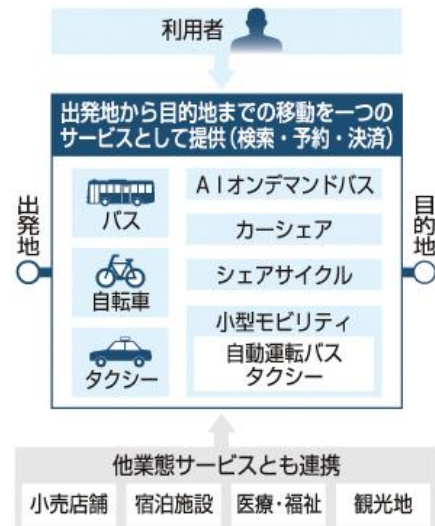 利用者
出発地から目的地までの移動を一つの
サービスとして提供(検索・予約・決済)
出発地
バス
自転車
タクシー
AIオンデマンドバス
カーシェア
シェアサイクル
小型モビリティ
自動運転バス
タクシー
目的地
他業態サービスとも連携
小売店舗
宿泊施設
医療・福祉
観光地